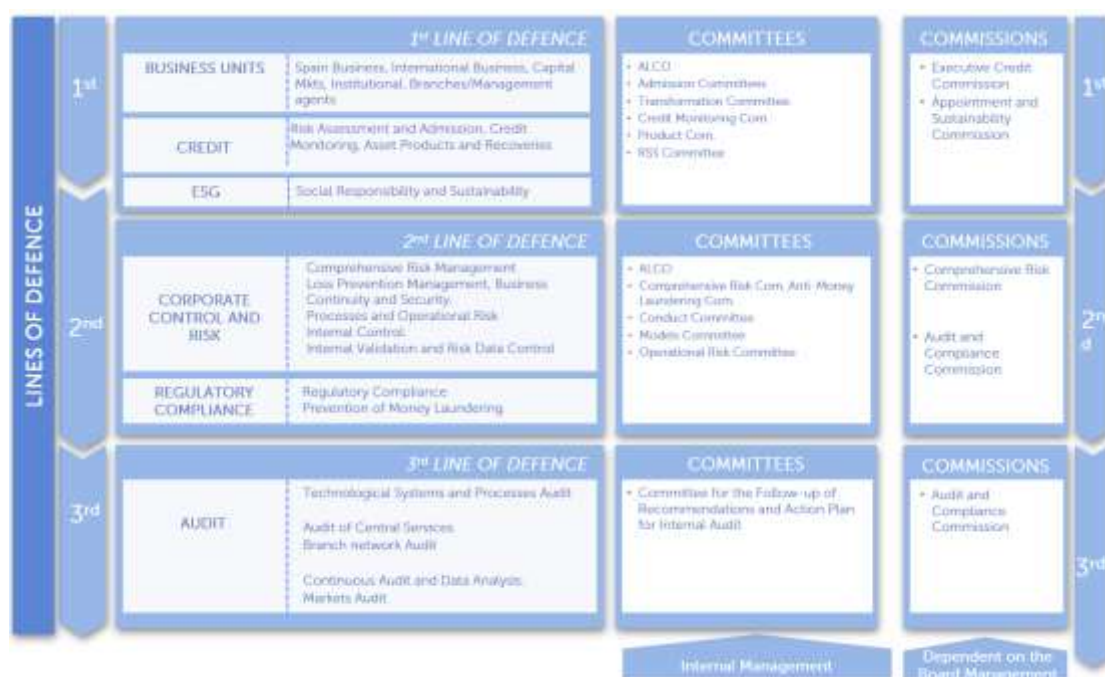 LINES OF DEFENCE
1st
1st LINE OF DEFENCE
BUSINESS UNITS
Spain Business, International Business, Capital
Mkts, Institutional, Branches/Management
agents
CREDIT
Risk Assessment and Admission, Credit
Monitoring, Asset Products and Recoveries
ESG
Social Responsibility and Sustainability
COMMITTEES
• ALCO
• Admission Committees
• Transformation Committee
• Credit Monitoring Com.
• Product Com.
• RSS Committee
COMMISSIONS
• Executive Credit
Commission
• Appointment and
Sustainability
Commission
1st
2nd
2nd LINE OF DEFENCE
CORPORATE
CONTROL AND
RISK
Comprehensive Risk Management
Loss Prevention Management, Business
Continuity and Security,
Processes and Operational Risk
Internal Control:
Internal Validation and Risk Data Control
REGULATORY
COMPLIANCE
Regulatory Compliance
Prevention of Money Laundering
COMMITTEES
• ALCO
• Comprehensive Risk Com. Anti-Money
Laundering Com.
• Conduct Committee
• Models Committee
• Operational Risk Committee
COMMISSIONS
• Comprehensive Risk
Commission
• Audit and
Compliance
Commission
2n
d
3rd
3rd LINE OF DEFENCE
AUDIT
Technological Systems and Processes Audit
Audit of Central Services
Branch network Audit
Continuous Audit and Data Analysis
Markets Audit
COMMITTEES
• Committee for the Follow-up of
Recommendations and Action Plan
for Internal Audit
COMMISSIONS
• Audit and
Compliance
Commission
3rd
Internal Management
Dependent on the
Board Management